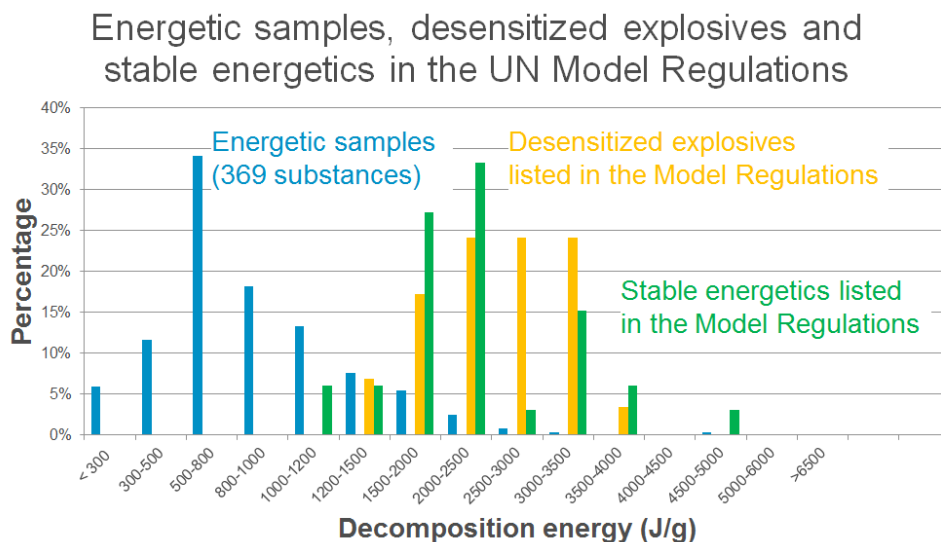 Energetic samples, desensitized explosives and
stable energetics in the UN Model Regulations
40%
35%
30%
25%
20%
15%
10%
5%
0%
Percentage
Energetic samples
(369 substances)
Desensitized explosives
listed in the Model Regulations
Stable energetics listed
in the Model Regulations
< 300
300-500
500-800
800-1000
1000-1200
1200-1500
1500-2000
2000-2500
2500-3000
3000-3500
3500-4000
4000-4500
4500-5000
5000-6000
>6500
Decomposition energy (J/g)